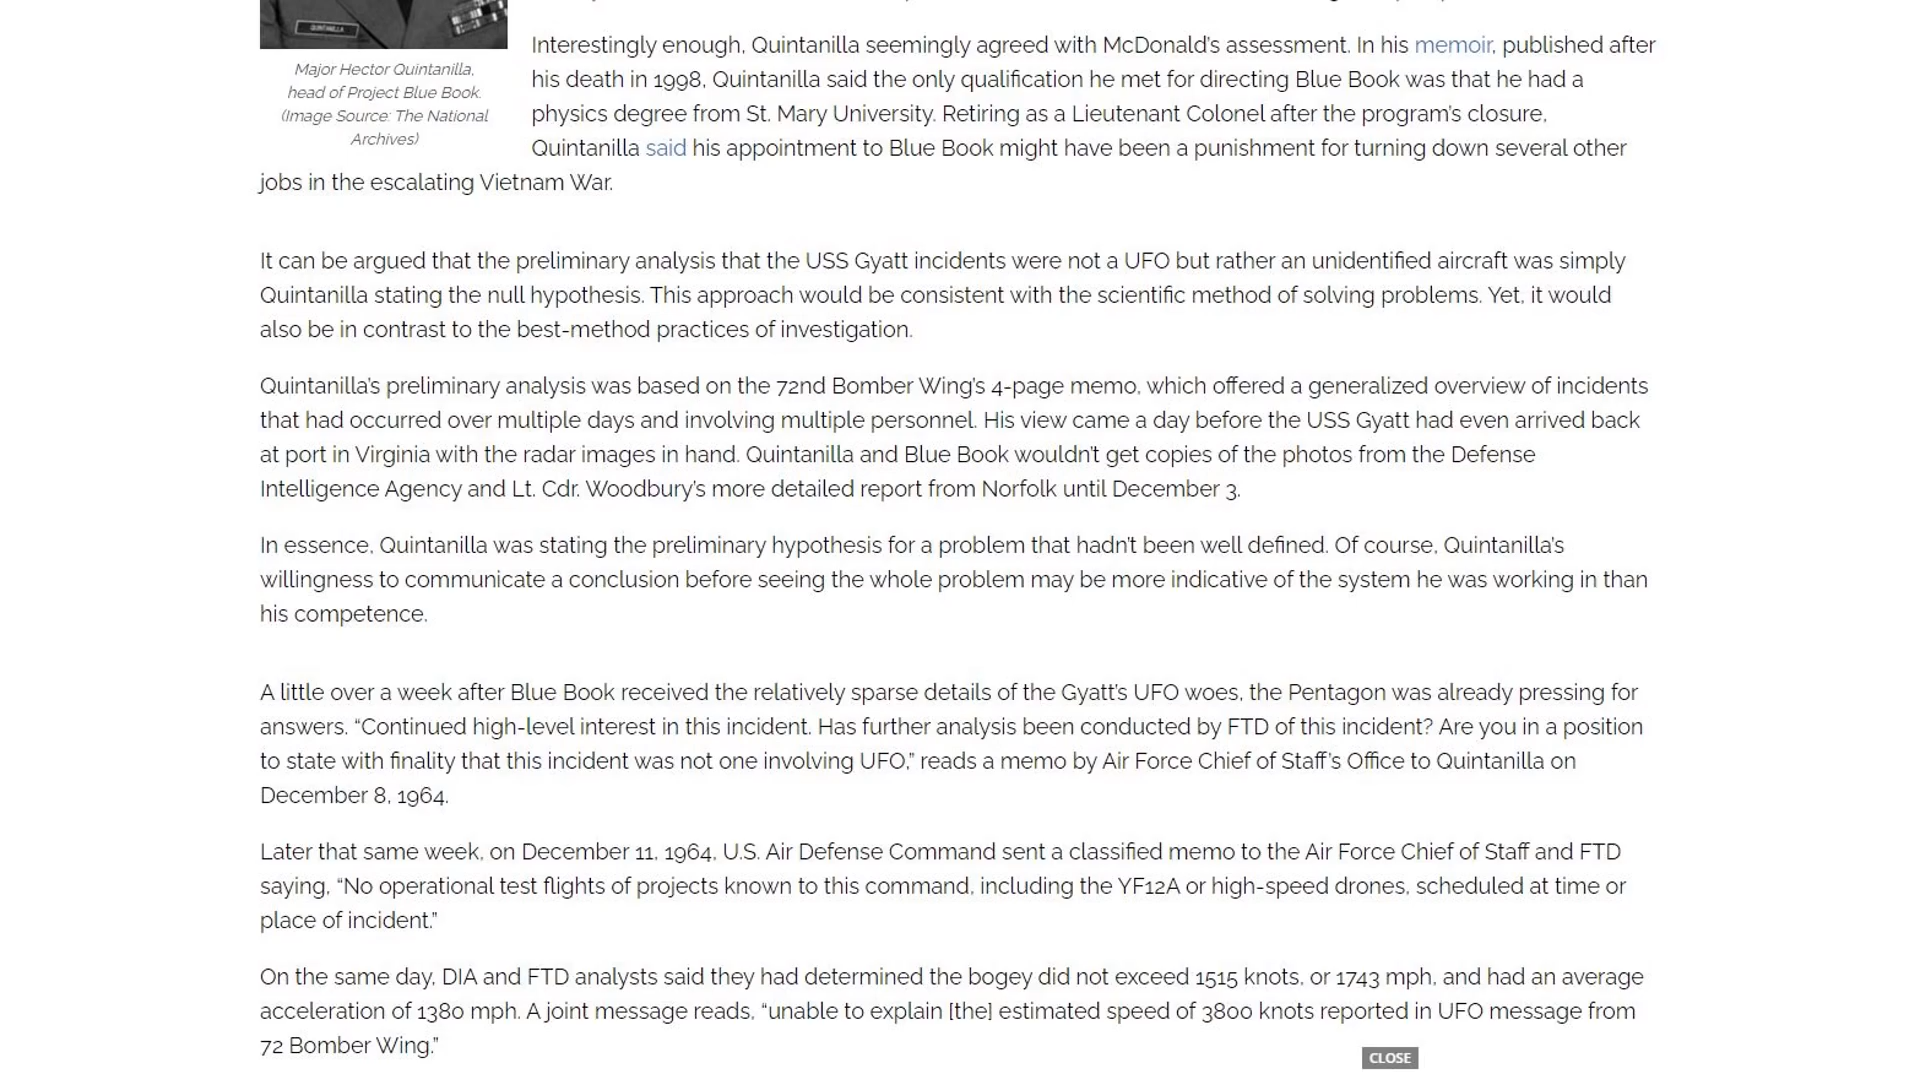 QUINTANILLA
Major Hector Quintanilla,
head of Project Blue Book.
(Image Source: The National
Archives)
Interestingly enough, Quintanilla seemingly agreed with McDonald's assessment. In his memoir, published after
his death in 1998, Quintanilla said the only qualification he met for directing Blue Book was that he had a
physics degree from St. Mary University. Retiring as a Lieutenant Colonel after the program's closure,
Quintanilla said his appointment to Blue Book might have been a punishment for turning down several other
jobs in the escalating Vietnam War.
It can be argued that the preliminary analysis that the USS Gyatt incidents were not a UFO but rather an unidentified aircraft was simply
Quintanilla stating the null hypothesis. This approach would be consistent with the scientific method of solving problems. Yet, it would
also be in contrast to the best-method practices of investigation.
Quintanilla's preliminary analysis was based on the 72nd Bomber Wing's 4-page memo, which offered a generalized overview of incidents
that had occurred over multiple days and involving multiple personnel. His view came a day before the USS Gyatt had even arrived back
at port in Virginia with the radar images in hand. Quintanilla and Blue Book wouldn't get copies of the photos from the Defense
Intelligence Agency and Lt. Cdr. Woodbury's more detailed report from Norfolk until December 3.
In essence, Quintanilla was stating the preliminary hypothesis for a problem that hadn't been well defined. Of course, Quintanilla's
willingness to communicate a conclusion before seeing the whole problem may be more indicative of the system he was working in than
his competence.
A little over a week after Blue Book received the relatively sparse details of the Gyatt's UFO woes, the Pentagon was already pressing for
answers. “Continued high-level interest in this incident. Has further analysis been conducted by FTD of this incident? Are you in a position
to state with finality that this incident was not one involving UFO,” reads a memo by Air Force Chief of Staff's Office to Quintanilla on
December 8, 1964.
Later that same week, on December 11, 1964, U.S. Air Defense Command sent a classified memo to the Air Force Chief of Staff and FTD
saying, “No operational test flights of projects known to this command, including the YF12A or high-speed drones, scheduled at time or
place of incident.”
On the same day, DIA and FTD analysts said they had determined the bogey did not exceed 1515 knots, or 1743 mph, and had an average
acceleration of 1380 mph. A joint message reads, “unable to explain [the] estimated speed of 3800 knots reported in UFO message from
72 Bomber Wing.”
CLOSE